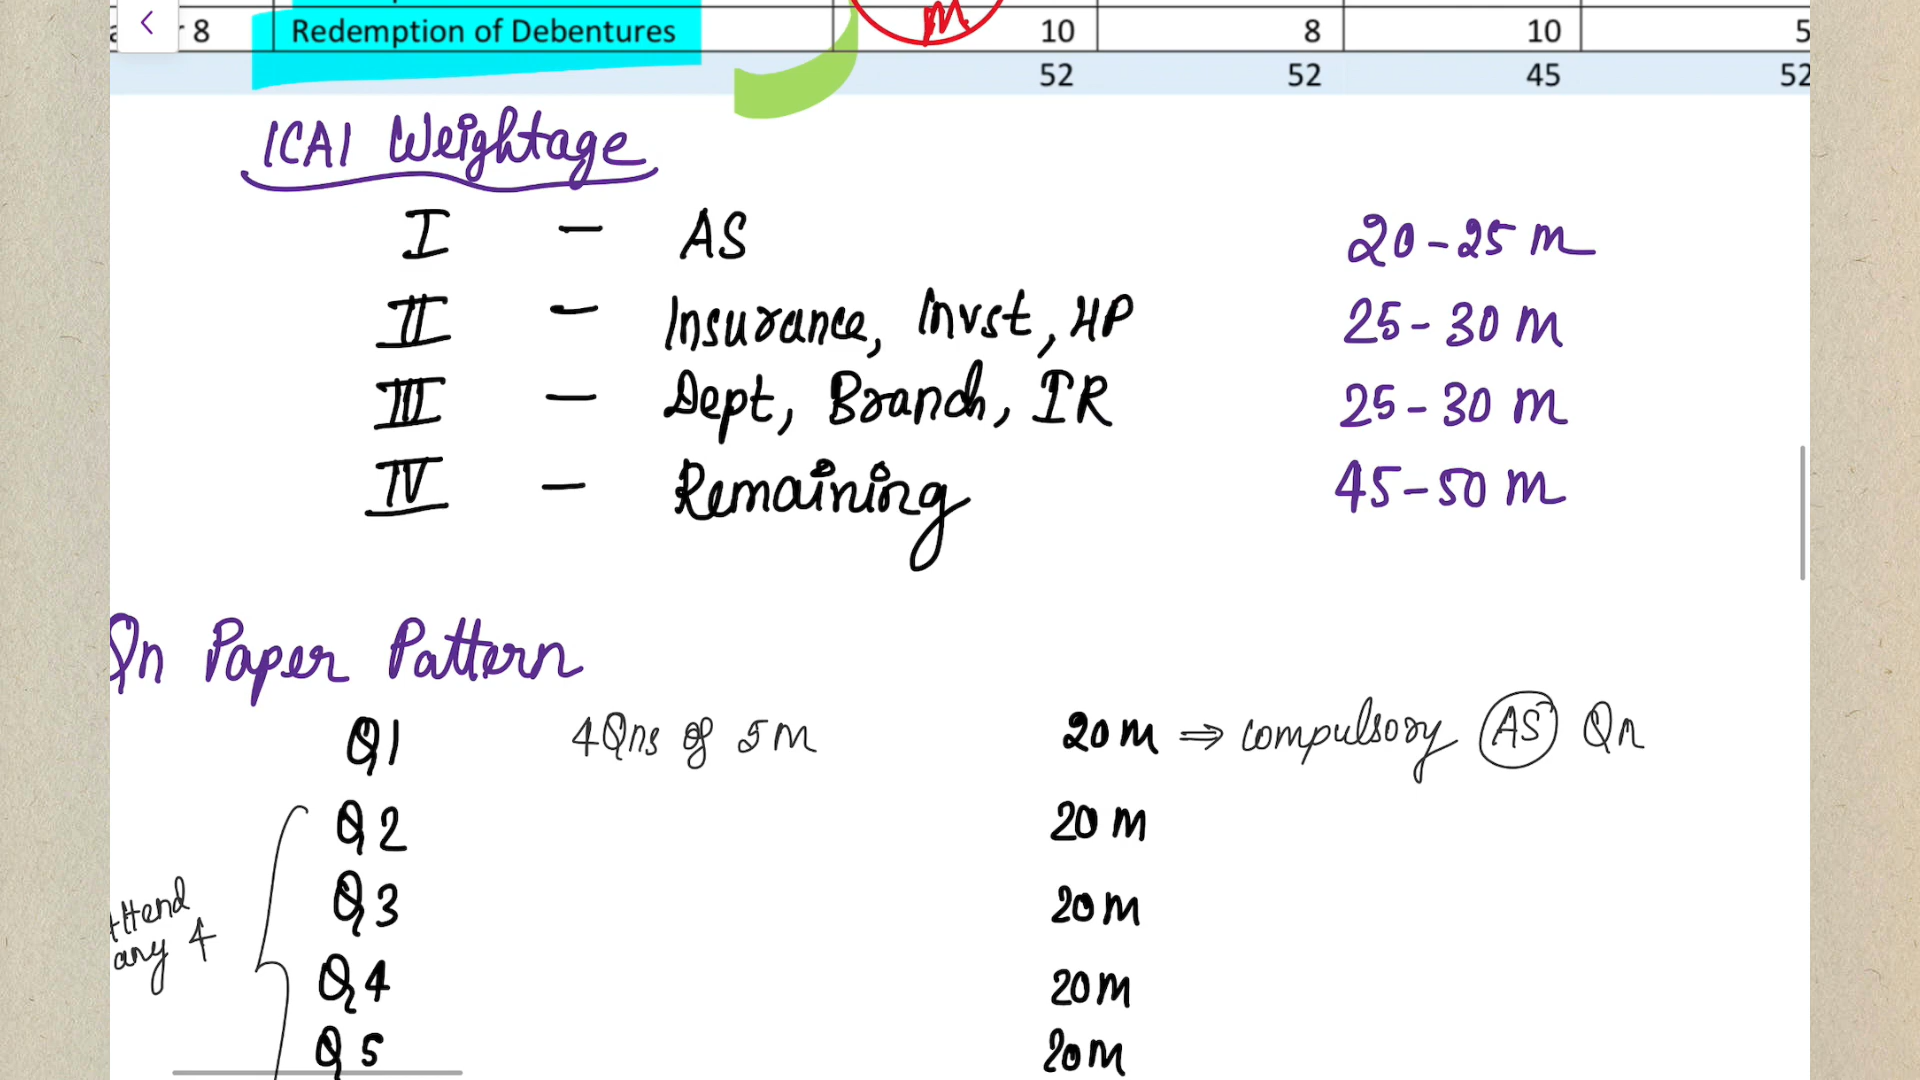 8 Redemption of Debentures 10 8 10 5
52 52 45 52
ICAI Weightage
I - AS 20-25 m
II - Insurance, Invst, HP 25-30 m
III - Dept, Branch, IR 25-30 m
IV - Remaining 45-50 m
Qn Paper Pattern
Q1 4Qns of 5m 20m ⇒ compulsory AS Qn
Q2 20m
Q3 20m
Attend
any 4
Q4 20m
Q5 20m